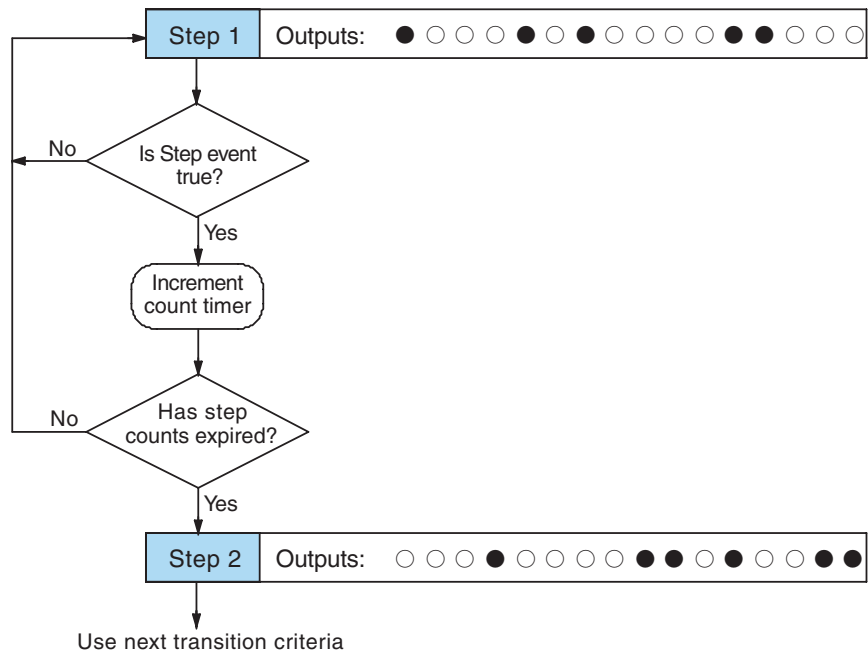 Step 1 Outputs:
No
Is Step event
true?
Yes
Increment
count timer
No
Has step
counts expired?
Yes
Step 2 Outputs:
Use next transition criteria